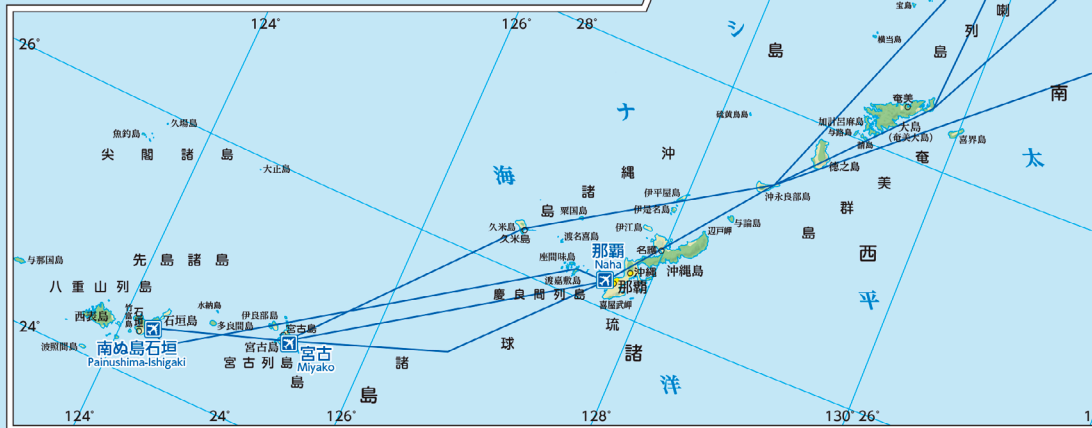 124°
126°
28°
26°
宝島
横当島
シ
島
島
列
喇
南
魚釣島
久場島
尖閣諸島
大正島
ナ
硫黄鳥島
奄美
加計呂麻島
与路島
請島
大島
(奄美大島)
喜界島
太
海
沖
縄
諸
島
徳之島
奄
美
群
島
伊平屋島
伊是名島
沖永良部島
与論島
粟国島
伊江島
辺戸岬
久米島
久米島
渡名喜島
名護
西
平
与那国島
先島諸島
八重山列島
座間味島
渡嘉敷島
慶良間列島
那覇
Naha
沖縄
沖縄島
那覇
喜屋武岬
西表島
竹富島
石垣
石垣島
水納島
多良間島
伊良部島
宮古島
波照間島
24°
南ぬ島石垣
Painushima-Ishigaki
宮古島
宮古
Miyako
宮古列島
島
諸
島
球
琉
諸
洋
124°
24°
126°
128°
130°
26°